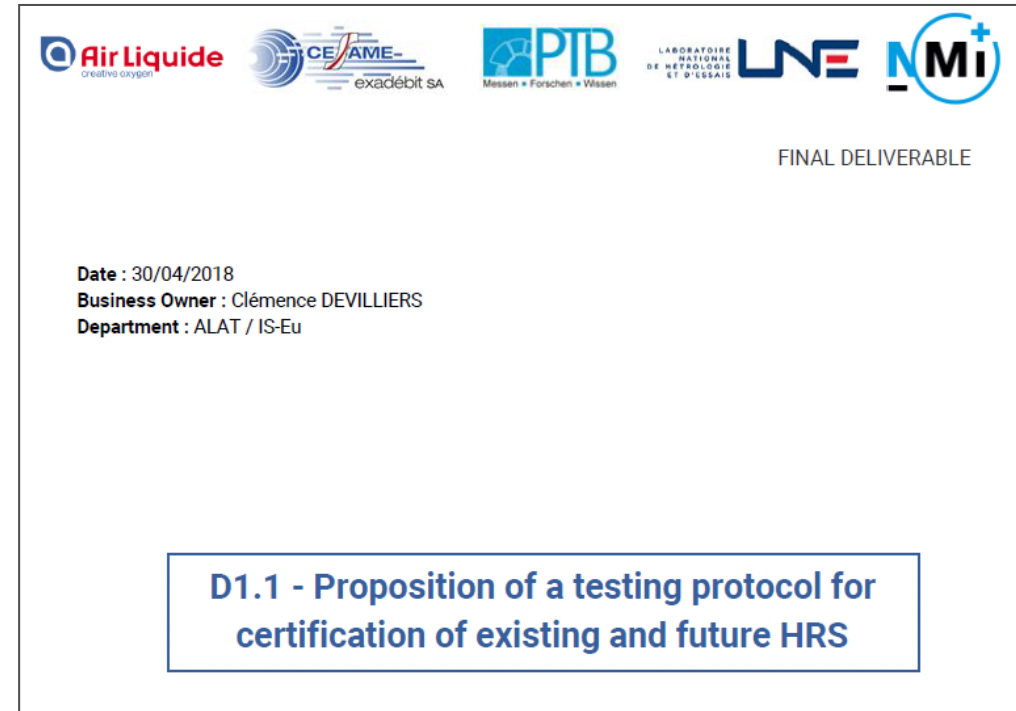 Air Liquide
creative oxygen
CESAME-
exadébit SA
PTB
Messen • Forschen • Wissen
LABORATOIRE
NATIONAL
DE MÉTROLOGIE
ET D'ESSAIS
LNE
NMi
FINAL DELIVERABLE
Date : 30/04/2018
Business Owner : Clémence DEVILLIERS
Department : ALAT / IS-Eu
D1.1 - Proposition of a testing protocol for
certification of existing and future HRS